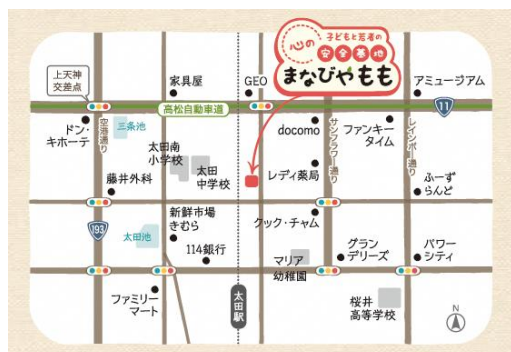 心の
子どもと若者の
安全基地
まなびやもも
上天神
交差点
家具屋
GEO
アミュージアム
高松自動車道
11
ドン・
キホーテ
三条池
空港通り
太田南
小学校
太田
中学校
docomo
サンフラワー通り
ファンキー
タイム
レインボー通り
藤井外科
レディ薬局
ふーず
らんど
193
太田池
新鮮市場
きむら
クック・チャム
114銀行
マリア
幼稚園
グラン
デリーズ
パワー
シティ
ファミリー
マート
太田駅
桜井
高等学校
N